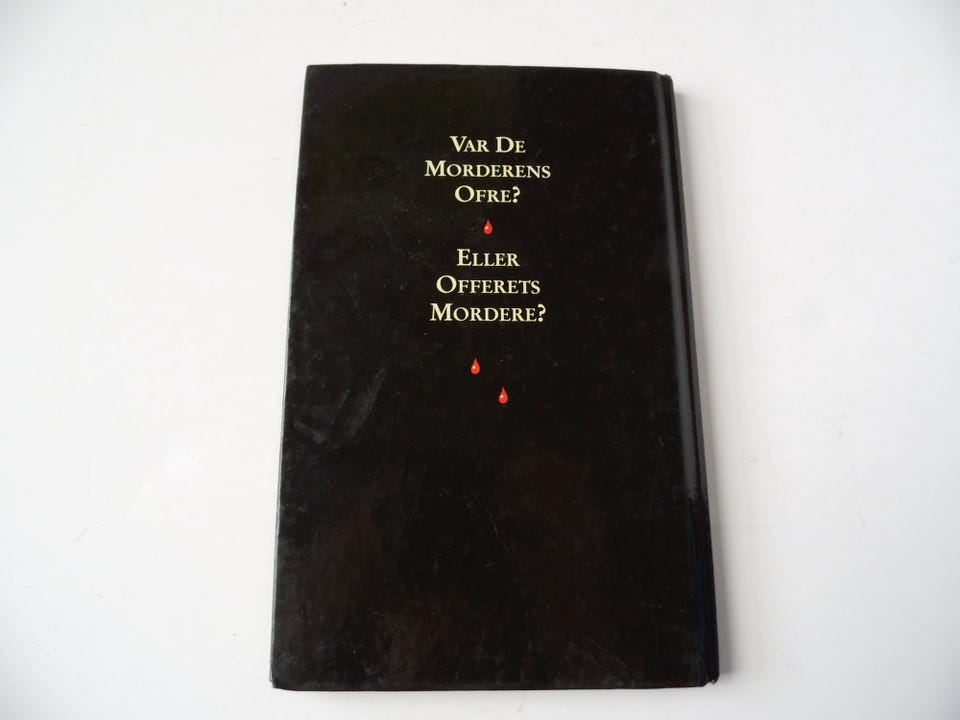 Var De
Morderens
Ofre?
Eller
Offerets
Mordere?